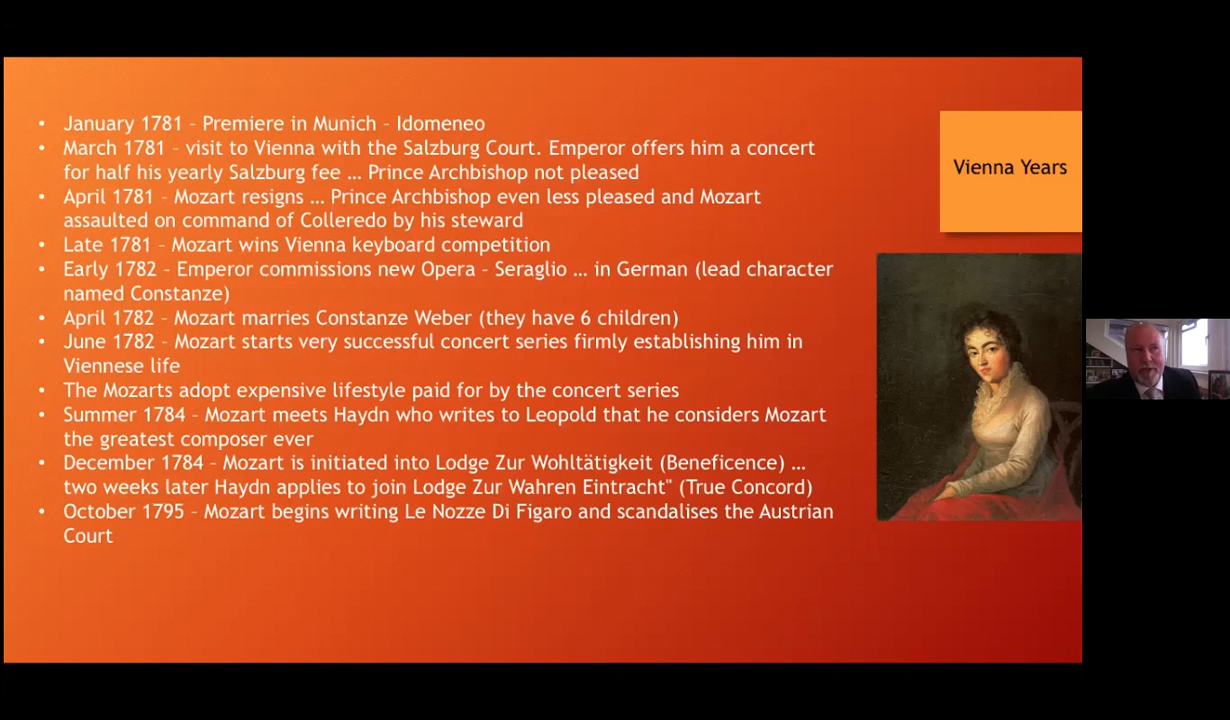 • January 1781 – Premiere in Munich – Idomeneo
• March 1781 – visit to Vienna with the Salzburg Court. Emperor offers him a concert
for half his yearly Salzburg fee … Prince Archbishop not pleased
• April 1781 – Mozart resigns … Prince Archbishop even less pleased and Mozart
assaulted on command of Colleredo by his steward
• Late 1781 – Mozart wins Vienna keyboard competition
• Early 1782 – Emperor commissions new Opera – Seraglio … in German (lead character
named Constanze)
• April 1782 – Mozart marries Constanze Weber (they have 6 children)
• June 1782 – Mozart starts very successful concert series firmly establishing him in
Viennese life
• The Mozarts adopt expensive lifestyle paid for by the concert series
• Summer 1784 – Mozart meets Haydn who writes to Leopold that he considers Mozart
the greatest composer ever
• December 1784 – Mozart is initiated into Lodge Zur Wohltätigkeit (Beneficence) …
two weeks later Haydn applies to join Lodge Zur Wahren Eintracht" (True Concord)
• October 1795 – Mozart begins writing Le Nozze Di Figaro and scandalises the Austrian
Court
Vienna Years